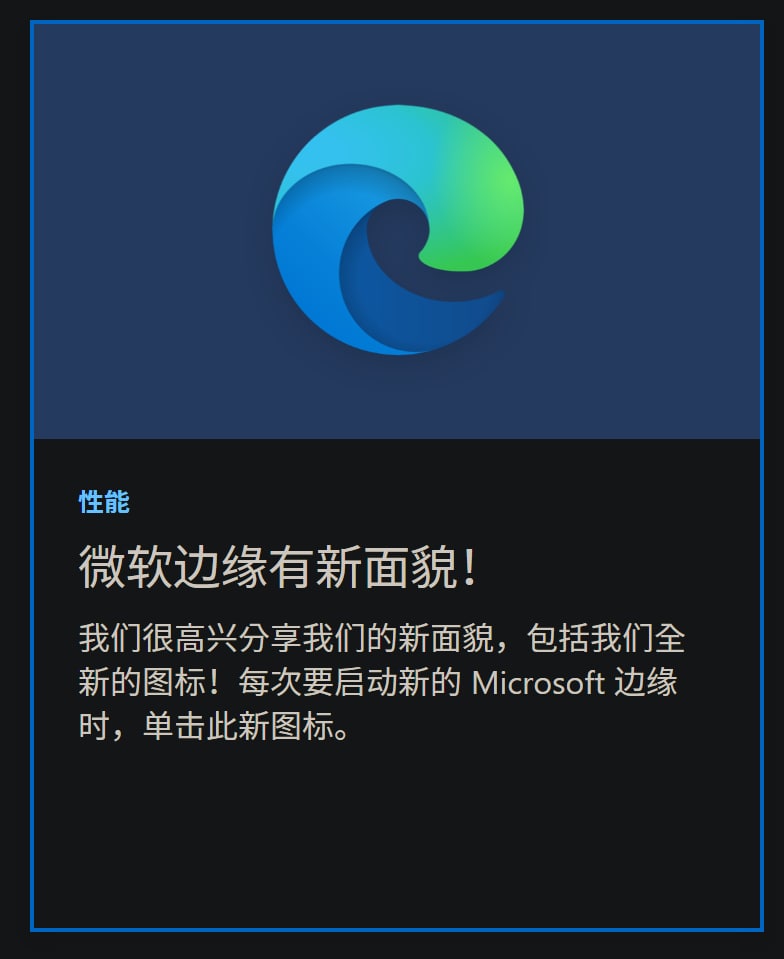 性能
微软边缘有新面貌！
我们很高兴分享我们的新面貌，包括我们全
新的图标！每次要启动新的 Microsoft 边缘
时，单击此新图标。